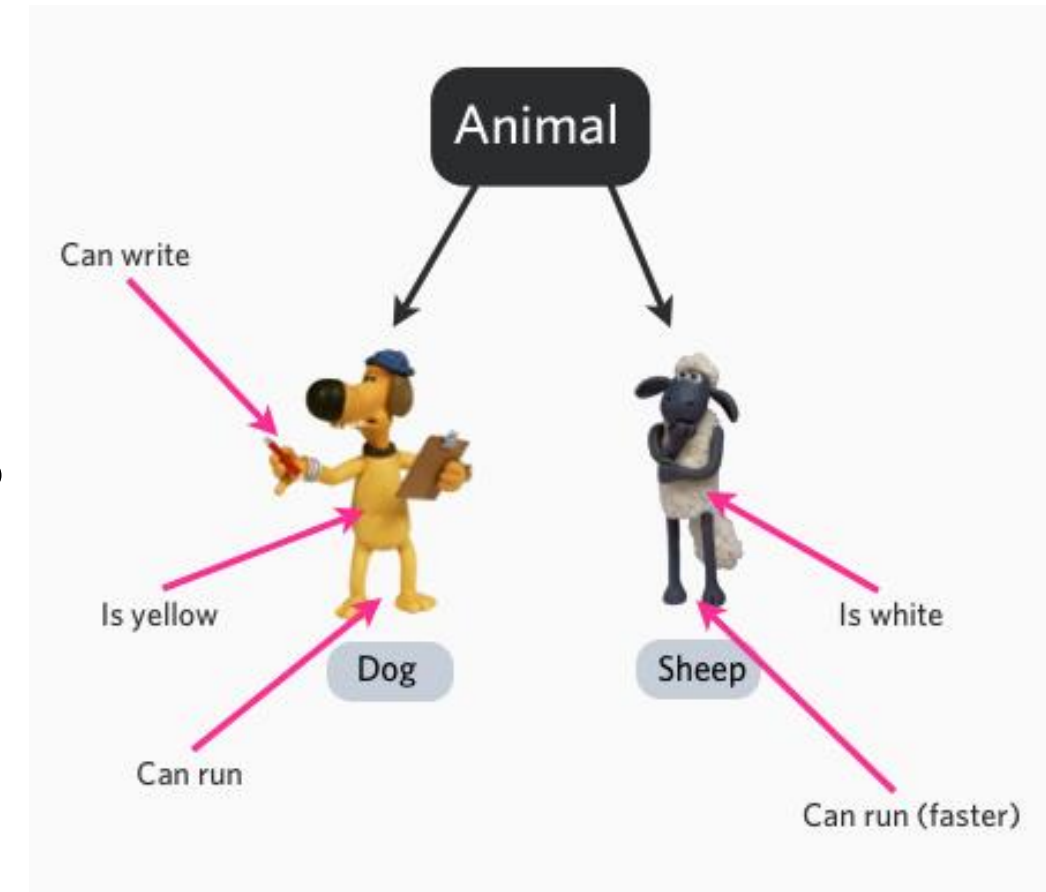 Animal
Can write
)
Is yellow
Is white
Dog
Sheep
Can run
Can run (faster)